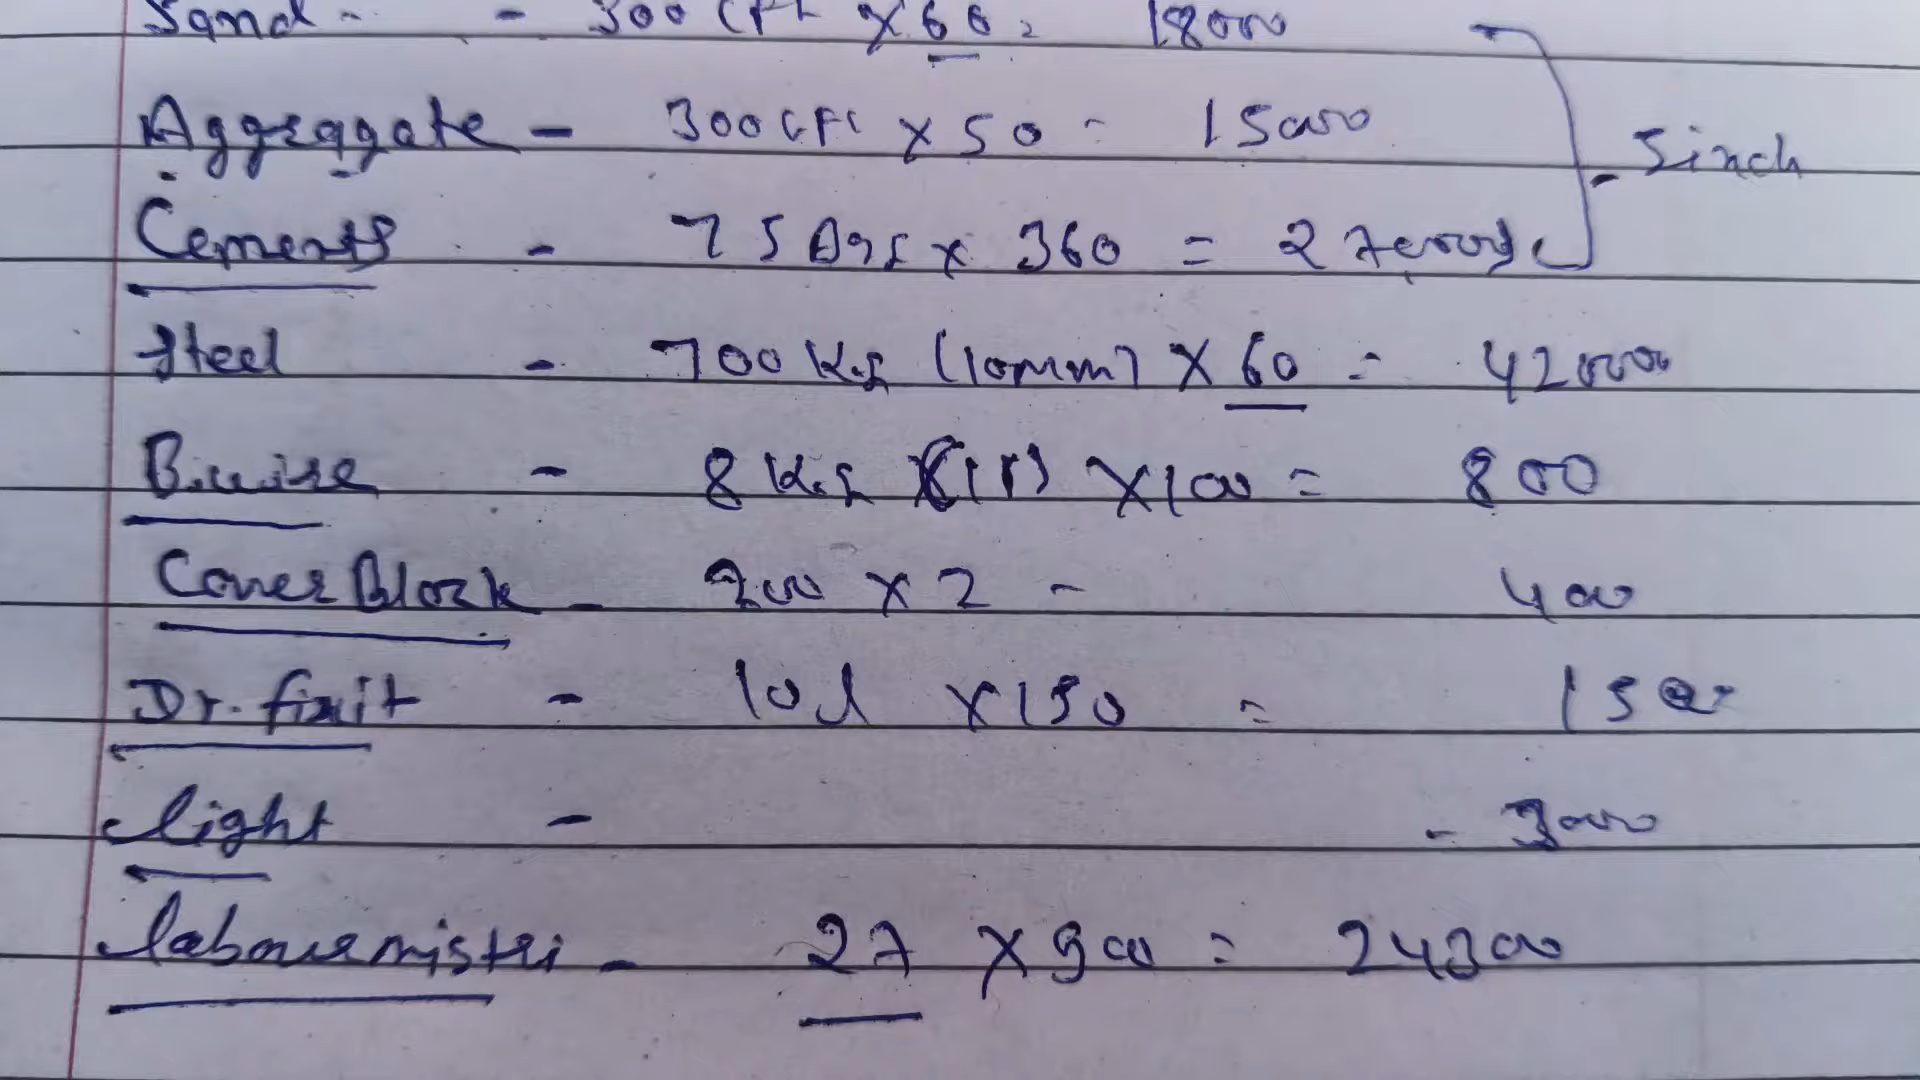 Sand - - 300 CFt x 60 = 18000
Aggregate - 300 CFt x 50 = 15000
- 5 inch
Cements - 75 Bgs x 360 = 27000
Steel - 700 Kg (10mm) x 60 = 42000
B.wire - 8 Kg x 100 = 800
Cover Block - 200 x 2 - 400
Dr. fixit - 10 l x 150 = 1500
light - - 3000
labour mistri - 27 x 900 = 24300